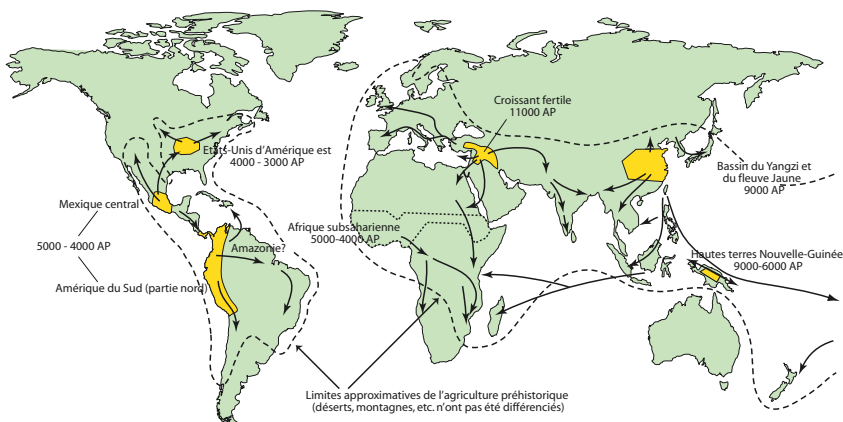 Croissant fertile
11000 AP
Etats-Unis d'Amérique est
4000 - 3000 AP
Bassin du Yangzi et
du fleuve Jaune
9000 AP
Mexique central
5000 - 4000 AP
Amérique du Sud (partie nord)
Amazonie?
Afrique subsaharienne
5000-4000 AP
Hautes terres Nouvelle-Guinée
9000-6000 AP
Limites approximatives de l'agriculture préhistorique
(déserts, montagnes, etc. n'ont pas été différenciés)